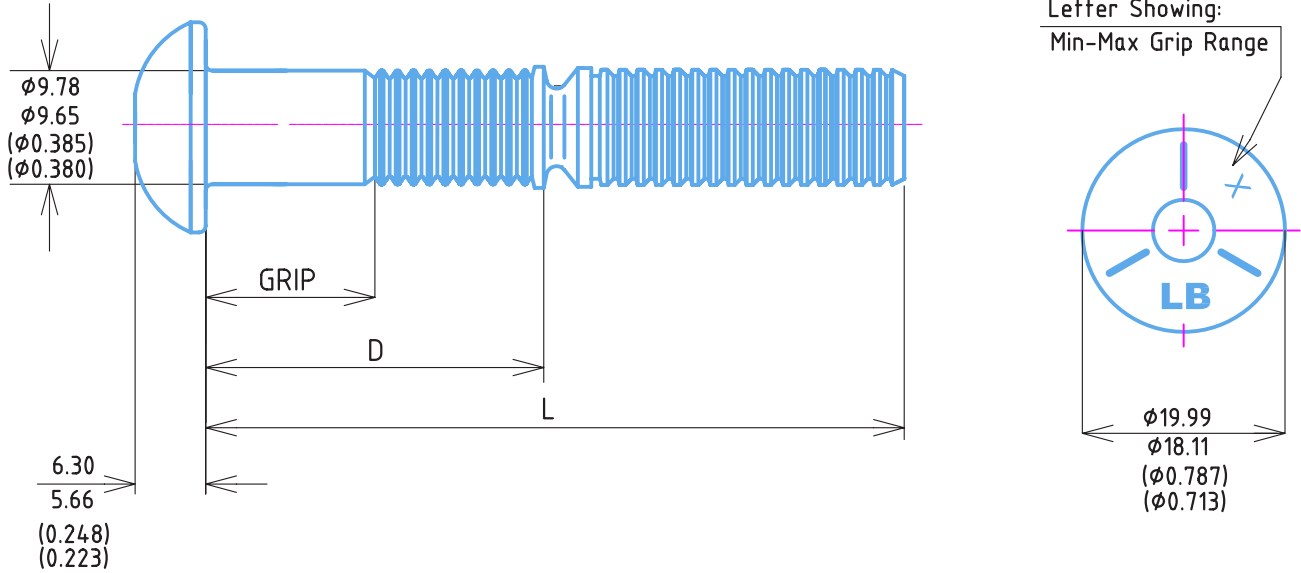 Letter Showing:
Min-Max Grip Range
Ø9.78
Ø9.65
(Ø0.385)
(Ø0.380)
X
GRIP
LB
D
L
Ø19.99
Ø18.11
(Ø0.787)
(Ø0.713)
6.30
5.66
(0.248)
(0.223)